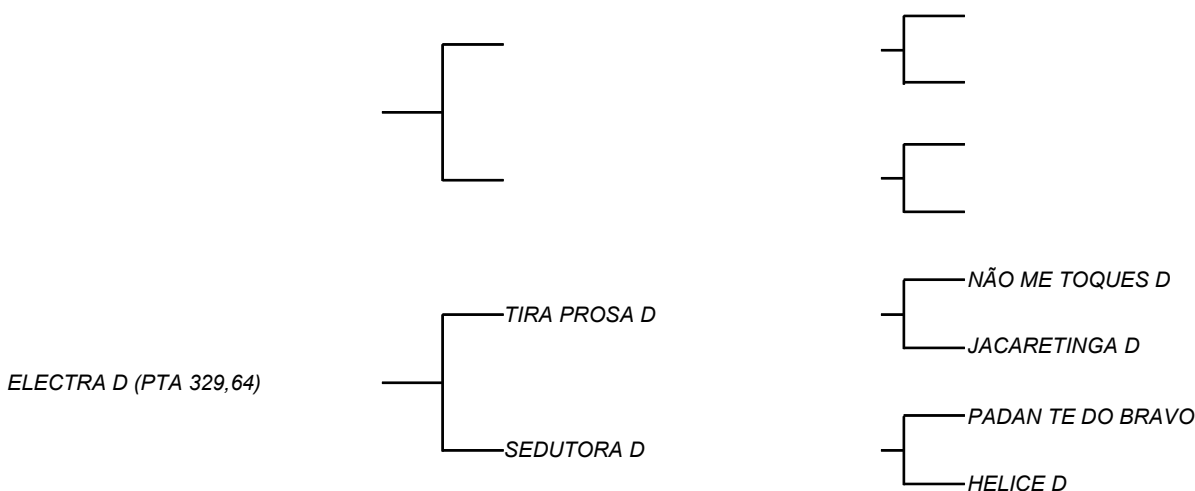 NÃO ME TOQUES D
TIRA PROSA D
JACARETINGA D
ELECTRA D (PTA 329,64)
PADAN TE DO BRAVO
SEDUTORA D
HELICE D